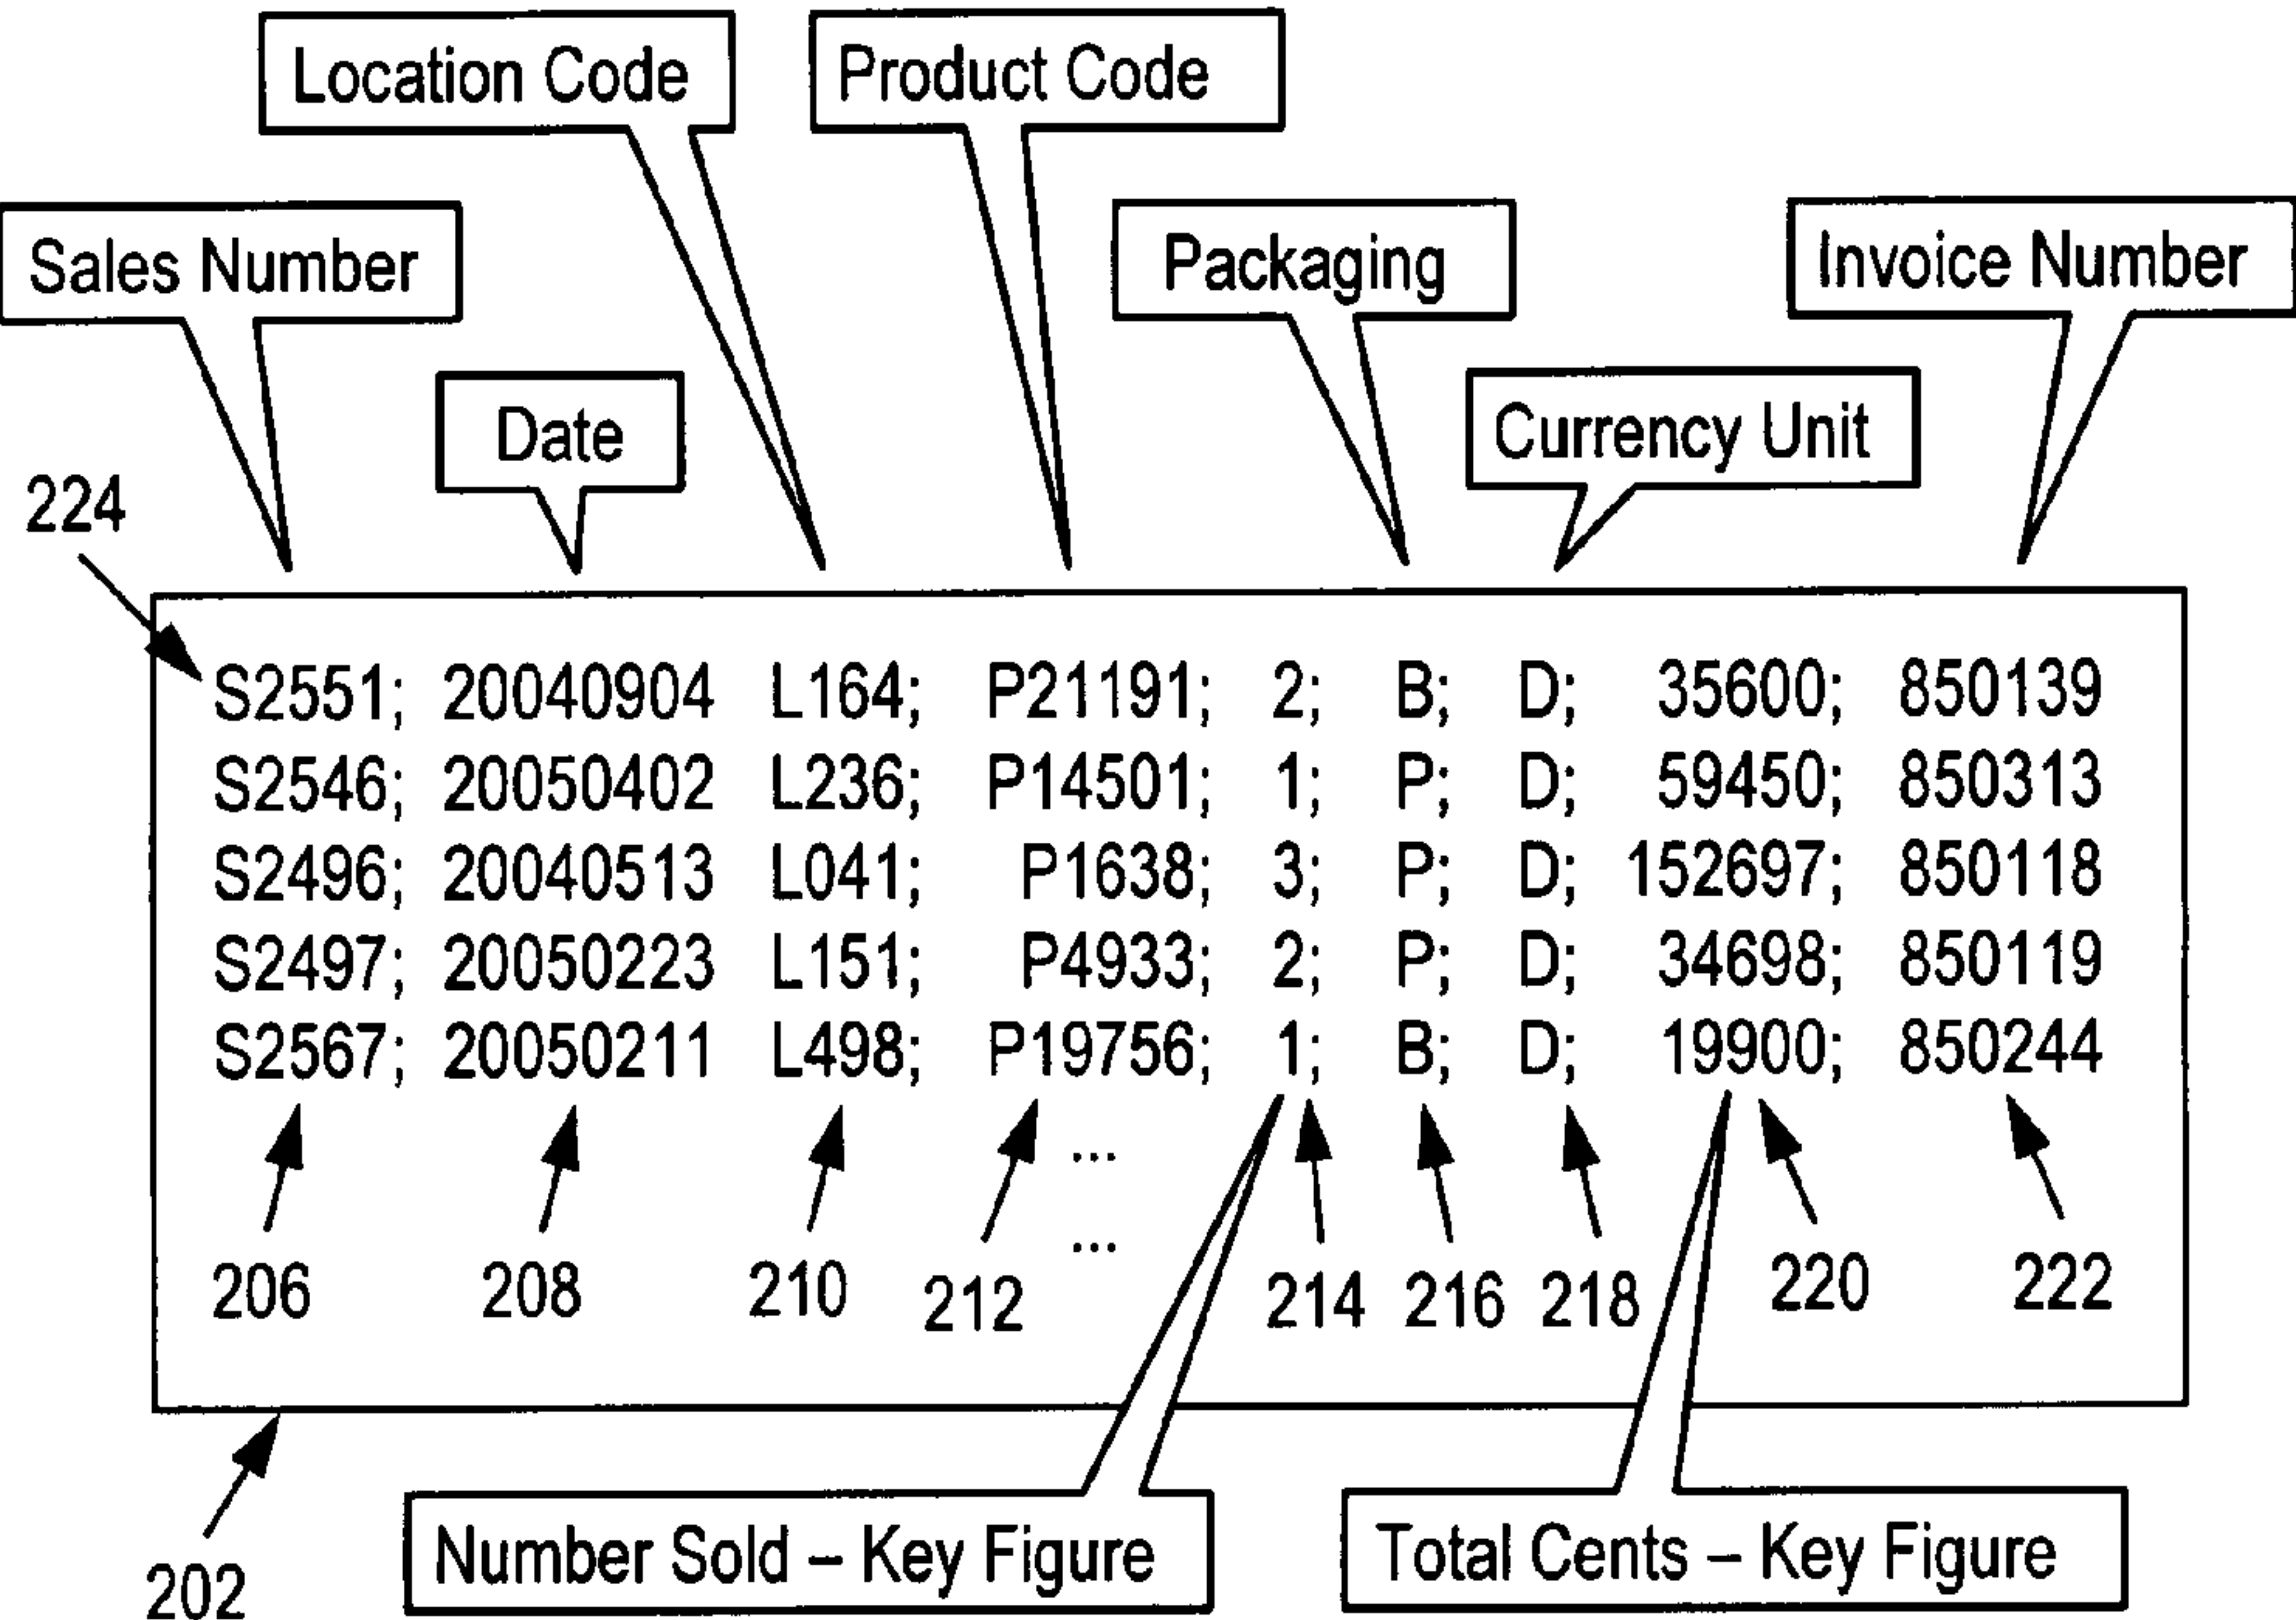 Location Code
Product Code
Sales Number
Packaging
Invoice Number
Date
Currency Unit
224
S2551; 20040904 L164; P21191; 2; B; D; 35600; 850139
S2546; 20050402 L236; P14501; 1; P; D; 59450; 850313
S2496; 20040513 L041; P1638; 3; P; D; 152697; 850118
S2497; 20050223 L151; P4933; 2; P; D; 34698; 850119
S2567; 20050211 L498; P19756; 1; B; D; 19900; 850244
...
...
206 208 210 212 214 216 218 220 222
Number Sold – Key Figure
Total Cents – Key Figure
202